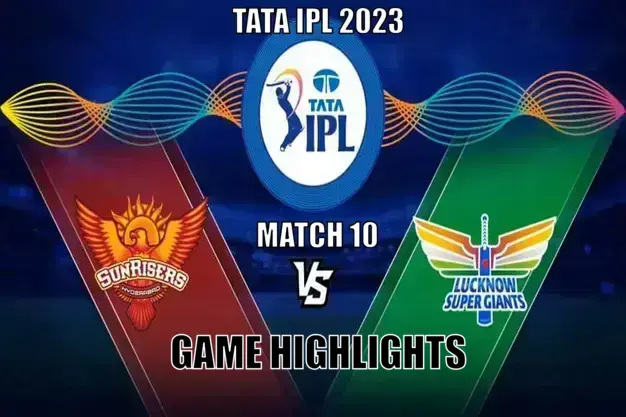 TATA IPL 2023
TATA
IPL
MATCH 10
VS
SUNRISERS
HYDERABAD
LUCKNOW
SUPER GIANTS
GAME HIGHLIGHTS